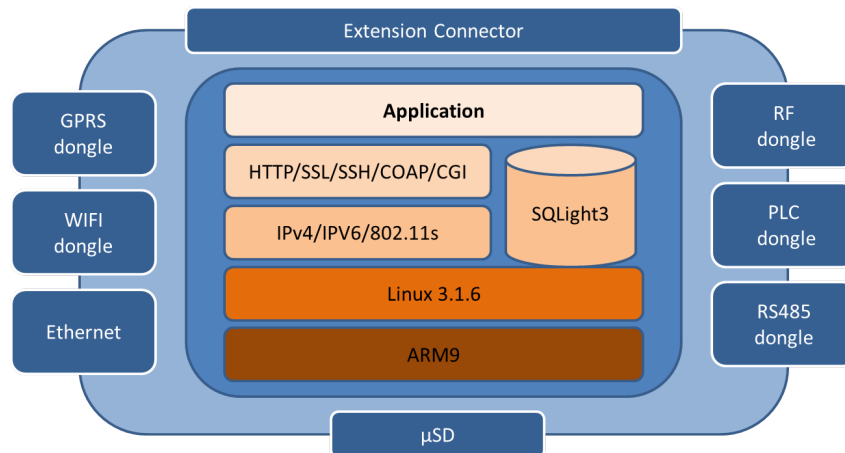 Extension Connector
GPRS
dongle
WIFI
dongle
Ethernet
Application
HTTP/SSL/SSH/COAP/CGI
IPv4/IPV6/802.11s
SQLight3
Linux 3.1.6
ARM9
RF
dongle
PLC
dongle
RS485
dongle
µSD